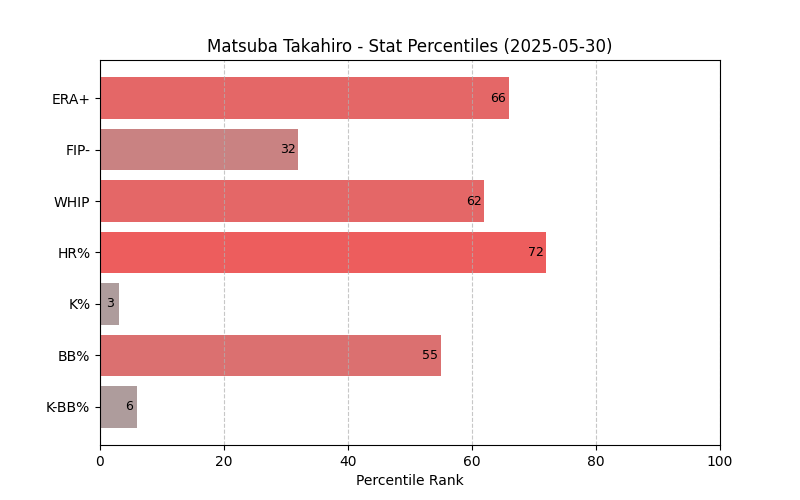 Matsuba Takahiro - Stat Percentiles (2025-05-30)
ERA+ 66
FIP- 32
WHIP 62
HR% 72
K% 3
BB% 55
K-BB% 6
0 20 40 60 80 100
Percentile Rank